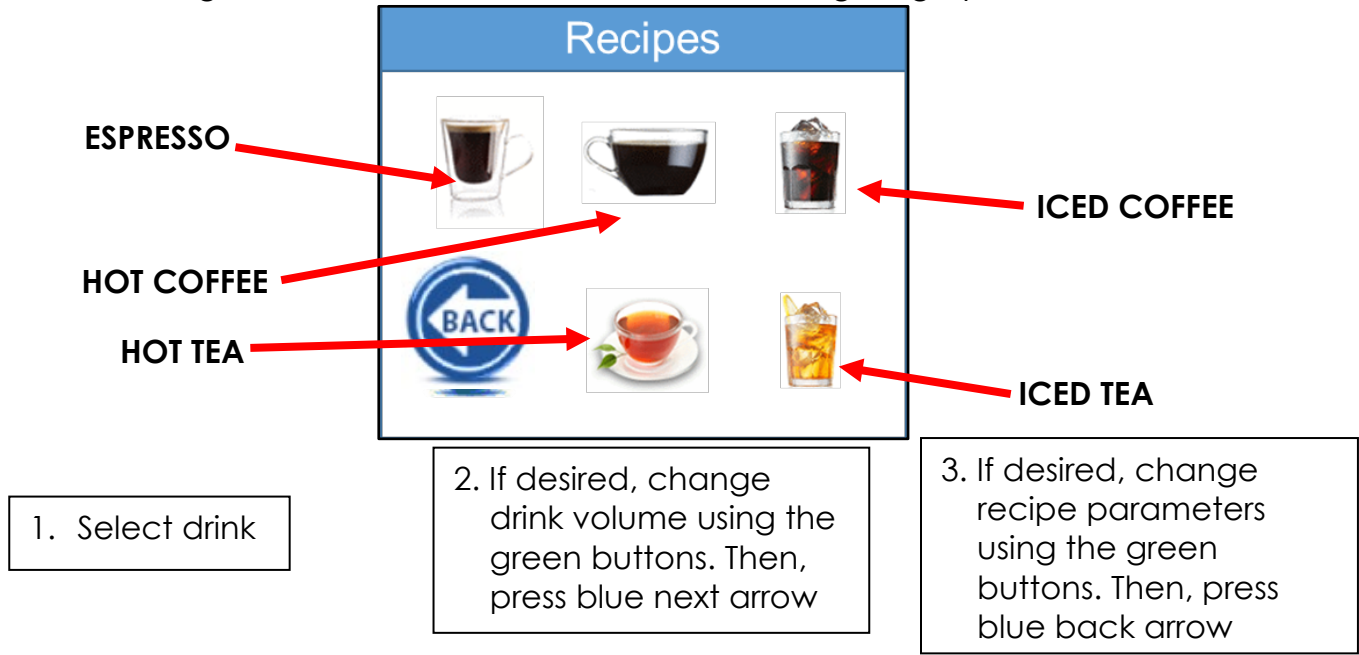 Recipes
ESPRESSO
ICED COFFEE
HOT COFFEE
BACK
HOT TEA
ICED TEA
1. Select drink
2. If desired, change
drink volume using the
green buttons. Then,
press blue next arrow
3. If desired, change
recipe parameters
using the green
buttons. Then, press
blue back arrow